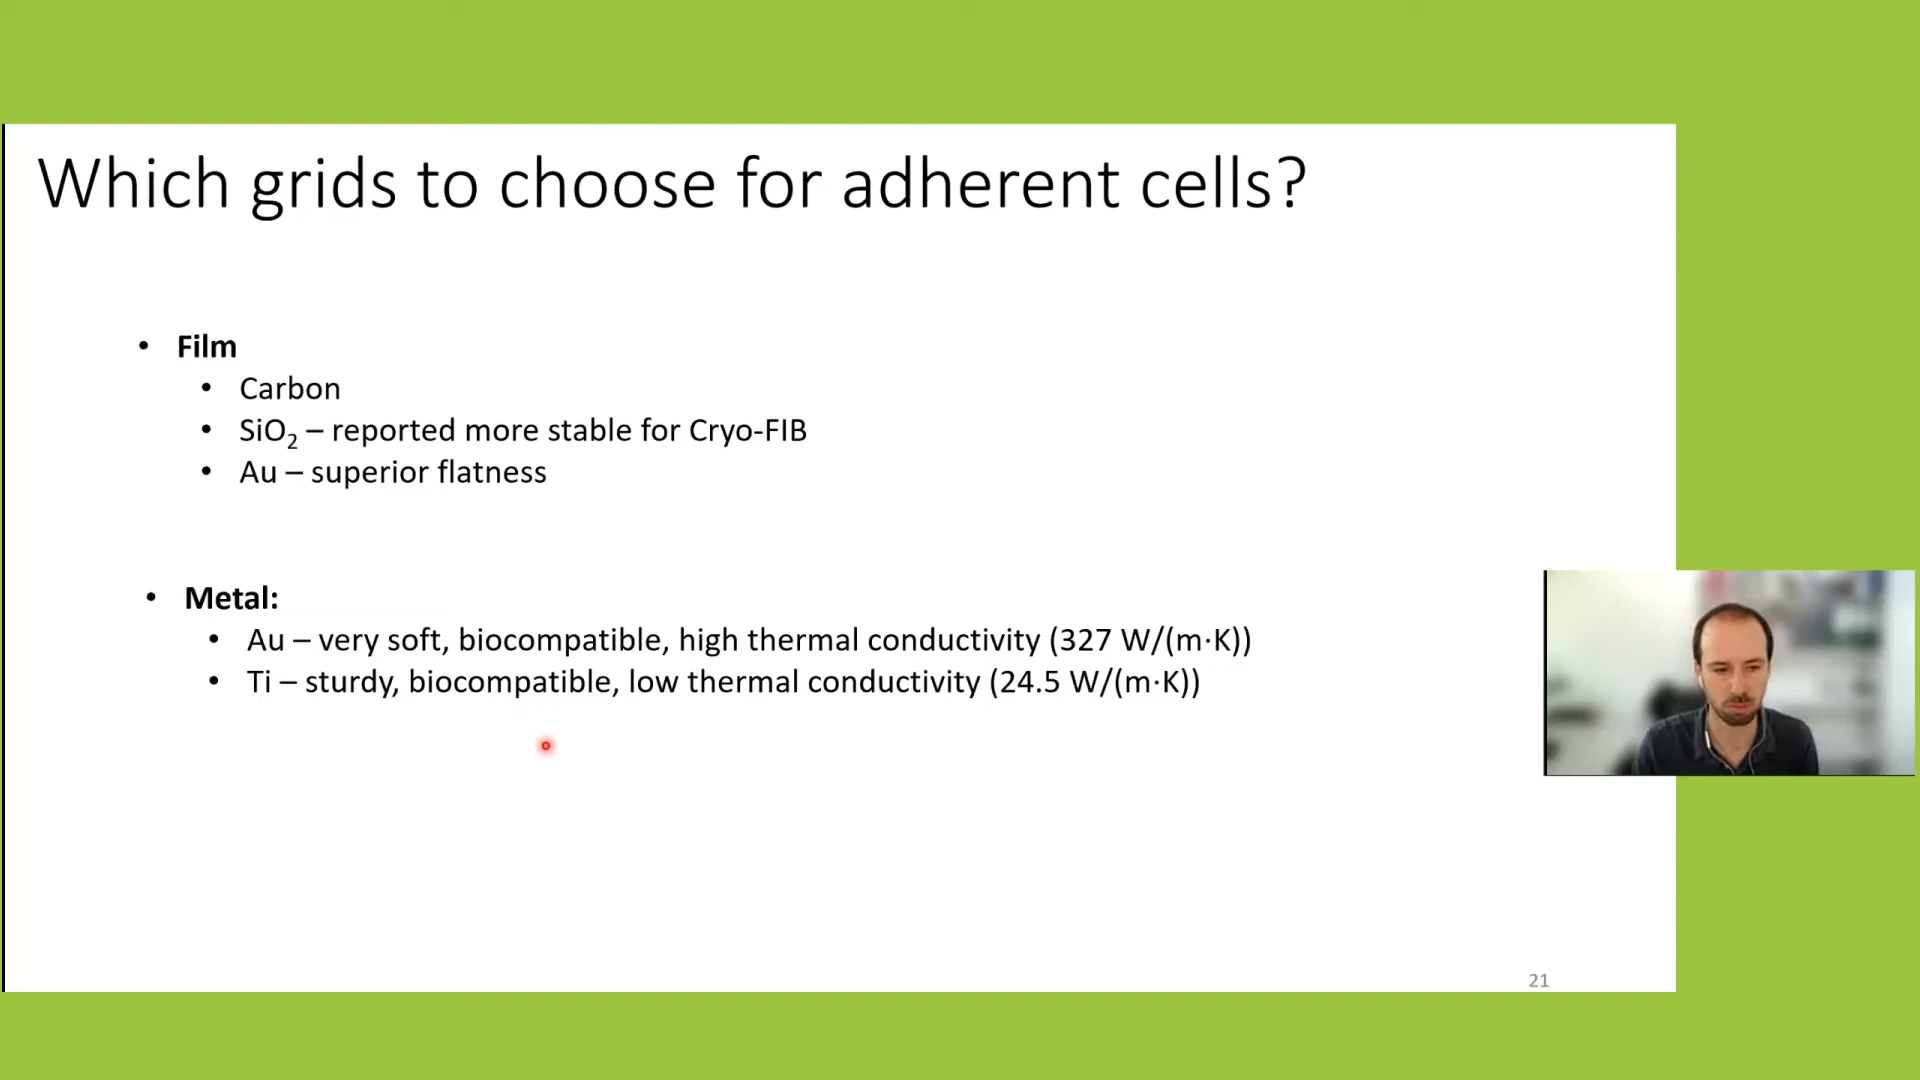 Which grids to choose for adherent cells?
• Film
• Carbon
• SiO₂ – reported more stable for Cryo-FIB
• Au – superior flatness
• Metal:
• Au – very soft, biocompatible, high thermal conductivity (327 W/(m·K))
• Ti – sturdy, biocompatible, low thermal conductivity (24.5 W/(m·K))
21